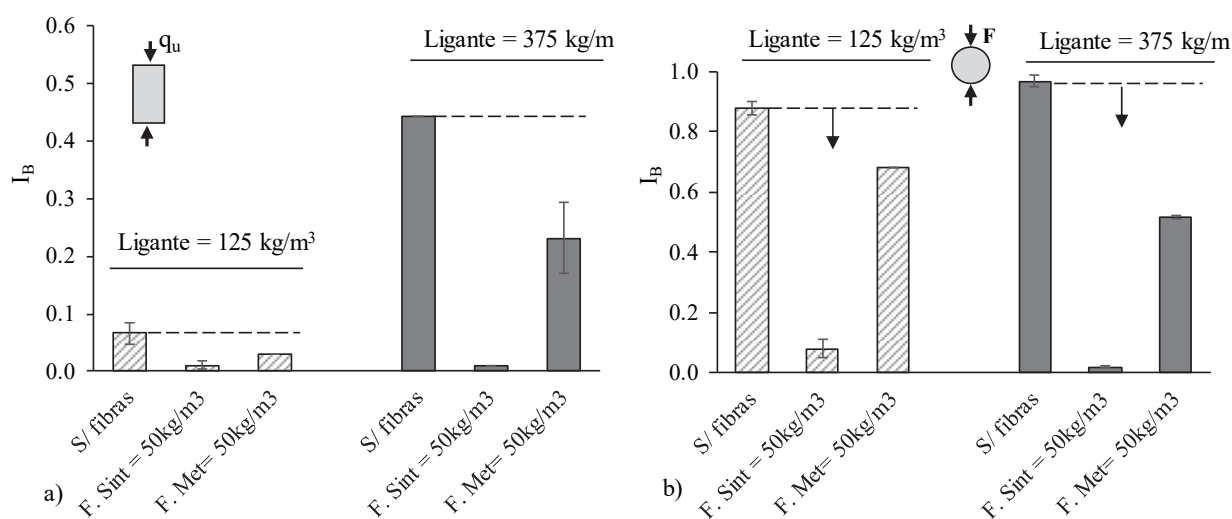 0.6
0.5
0.4
0.3
0.2
0.1
0.0
I_B
q_u
Ligante = 125 kg/m³
Ligante = 375 kg/m
S/ fibras
F. Sint = 50kg/m3
F. Met= 50kg/m3
S/ fibras
F. Sint = 50kg/m3
F. Met= 50kg/m3
a)
1.0
0.8
0.6
0.4
0.2
0.0
I_B
Ligante = 125 kg/m³
F
Ligante = 375 kg/m
S/ fibras
F. Sint = 50kg/m3
F. Met= 50kg/m3
S/ fibras
F. Sint = 50kg/m3
F. Met= 50kg/m3
b)